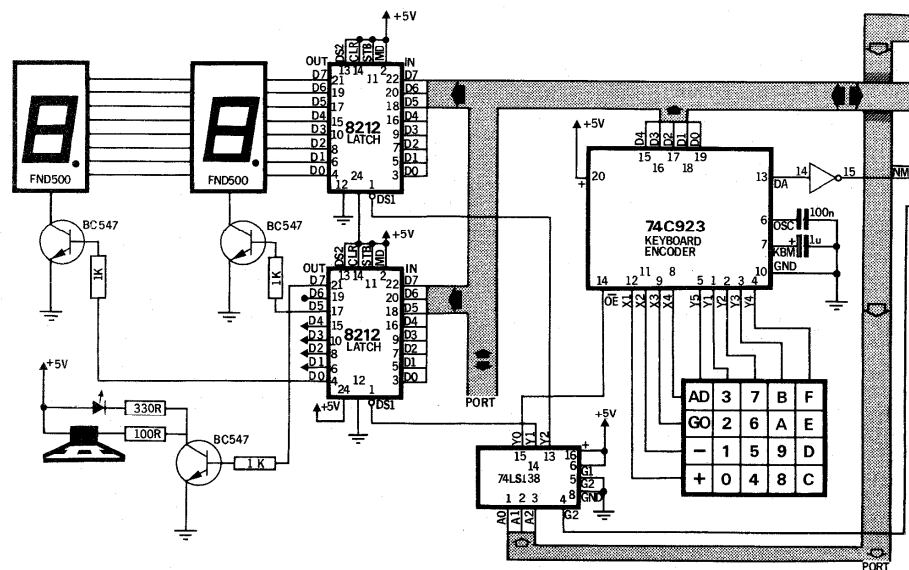 +5V
DS2 CLR STB MD
OUT 13 14 11 2 IN
D7 21 22 D7
D6 19 20 D6
D5 17 18 D5
D4 15 16 D4
D3 10 8212 9 D3
D2 8 LATCH 7 D2
D1 6 5 D1
D0 4 3 D0
12 24 1
DS1
FND500
FND500
BC547
BC547
1K
1K
+5V
DS2 CLR STB MD
OUT 13 14 11 2 IN
D7 21 22 D7
D6 19 20 D6
D5 17 18 D5
D4 15 16 D4
D3 10 8212 9 D3
D2 8 LATCH 7 D2
D1 6 5 D1
D0 4 3 D0
24 12 1
+5V
DS1
PORT
+5V
330R
100R
BC547
1K
+5V
D4 D3 D2 D1 D0
15 16 17 18 19
20
13 DA
14 15
NM
74C923
KEYBOARD
ENCODER
6 OSC 100n
7 KBM + 1u
10 GND
14 12 11 9 8 5 1 2 3 4
OE X1 X2 X3 X4 Y5 Y1 Y2 Y3 Y4
AD 3 7 B F
GO 2 6 A E
– 1 5 9 D
+ 0 4 8 C
Y0 Y1 Y2
15 14 13
74LS138
+5V
16 +
6 G1
5 G2
8 GND
1 2 3 4
A0 A1 A2 G2
PORT